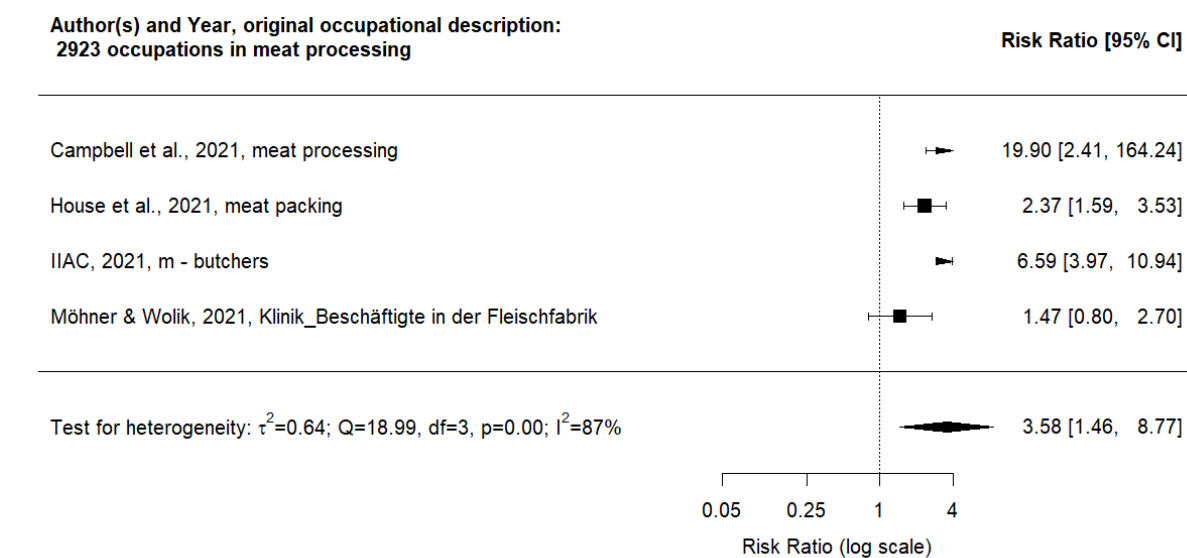 Author(s) and Year, original occupational description:
2923 occupations in meat processing
Risk Ratio [95% CI]
Campbell et al., 2021, meat processing 19.90 [2.41, 164.24]
House et al., 2021, meat packing 2.37 [1.59, 3.53]
IIAC, 2021, m - butchers 6.59 [3.97, 10.94]
Möhner & Wolik, 2021, Klinik_Beschäftigte in der Fleischfabrik 1.47 [0.80, 2.70]
Test for heterogeneity: τ²=0.64; Q=18.99, df=3, p=0.00; I²=87% 3.58 [1.46, 8.77]
0.05 0.25 1 4
Risk Ratio (log scale)